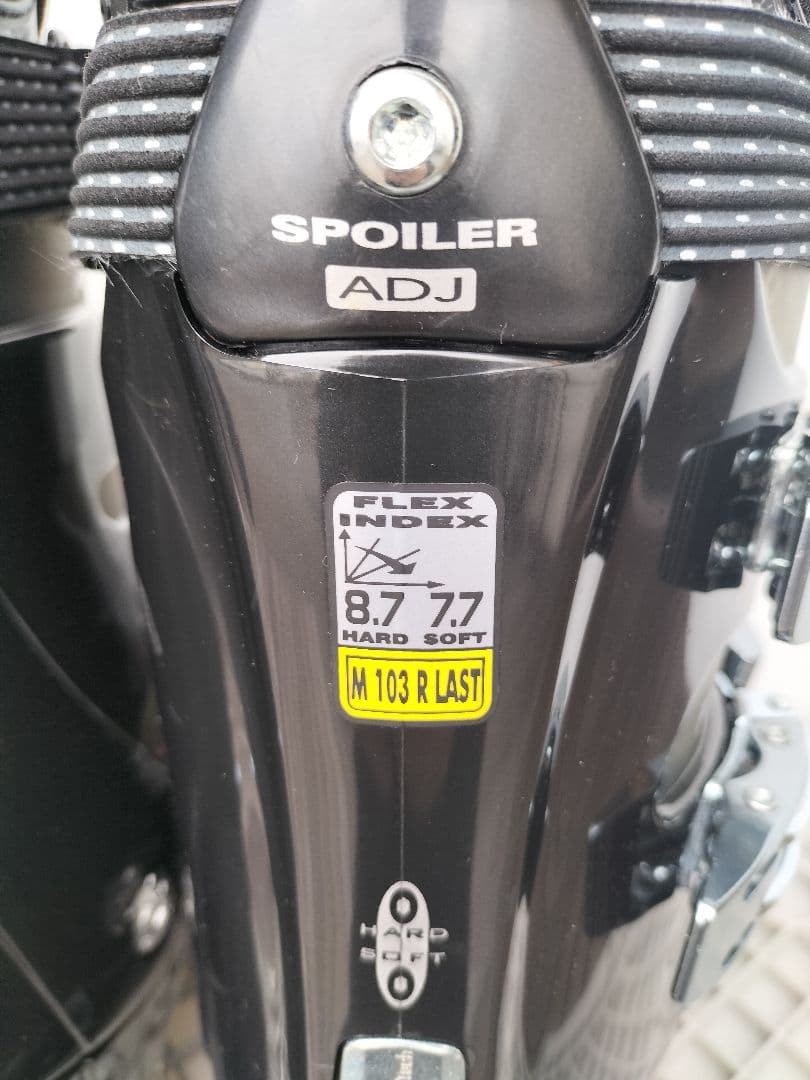 SPOILER
ADJ
FLEX
INDEX
8.7 7.7
HARD SOFT
M 103 R LAST
HARD
SOFT